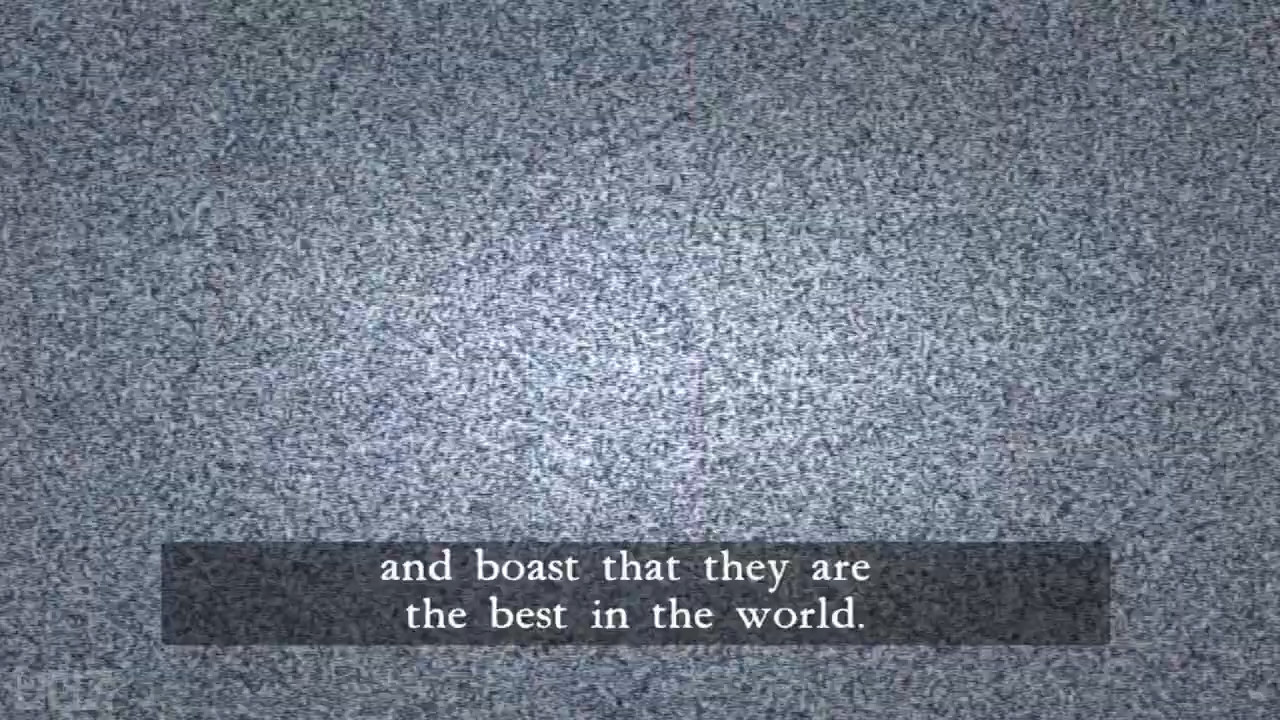 and boast that they are
the best in the world.